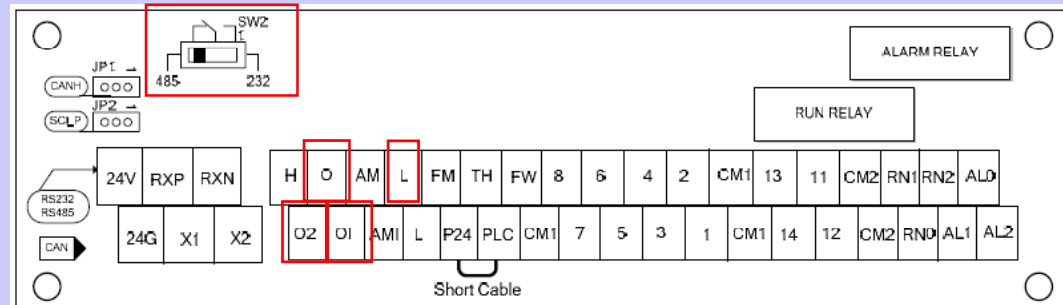 SW2
1
485 232
ALARM RELAY
JP1
CANH
JP2
SCLP
RUN RELAY
24V RXP RXN H O AM L FM TH FW 8 6 4 2 CM1 13 11 CM2 RN1 RN2 AL0
RS232
RS485
24G X1 X2 O2 OI AMI L P24 PLC CM1 7 5 3 1 CM1 14 12 CM2 RN0 AL1 AL2
CAN
Short Cable